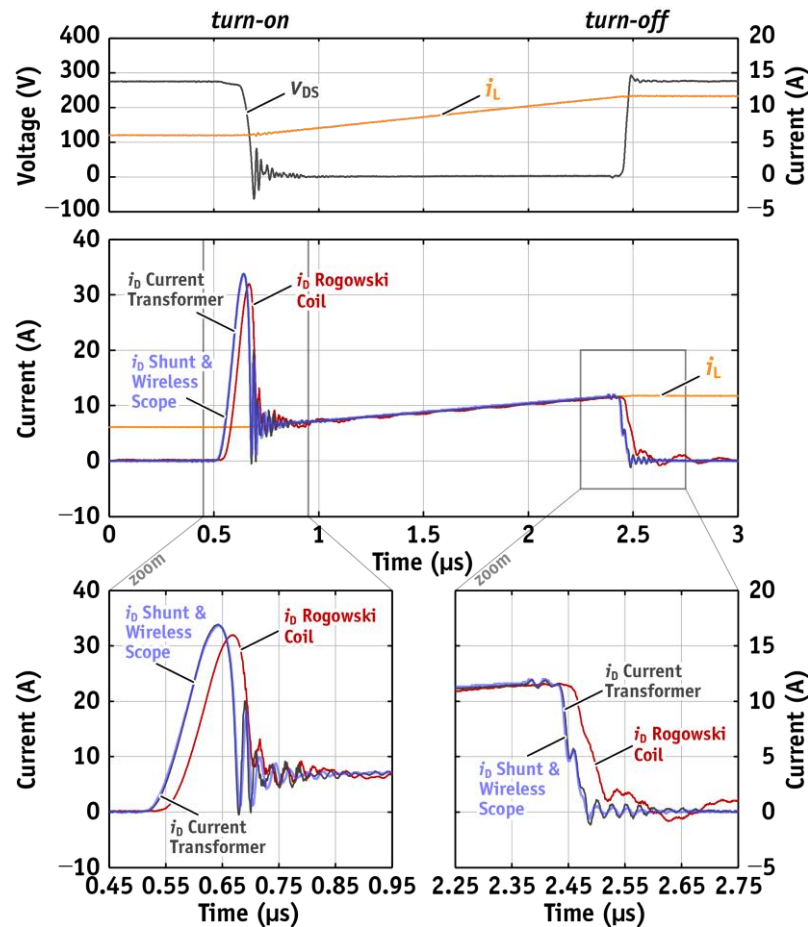 turn-on
turn-off
400
300
200
100
0
−100
Voltage (V)
vDS
iL
20
15
10
5
0
−5
Current (A)
40
30
20
10
0
−10
Current (A)
iD Current
Transformer
iD Rogowski
Coil
iD Shunt &
Wireless
Scope
iL
0
0.5
1
1.5
2
2.5
3
Time (µs)
zoom
zoom
40
30
20
10
0
−10
Current (A)
iD Shunt &
Wireless
Scope
iD Rogowski
Coil
iD Current
Transformer
0.45
0.55
0.65
0.75
0.85
0.95
Time (µs)
20
15
10
5
0
−5
Current (A)
iD Current
Transformer
iD Rogowski
Coil
iD Shunt &
Wireless
Scope
2.25
2.35
2.45
2.55
2.65
2.75
Time (µs)